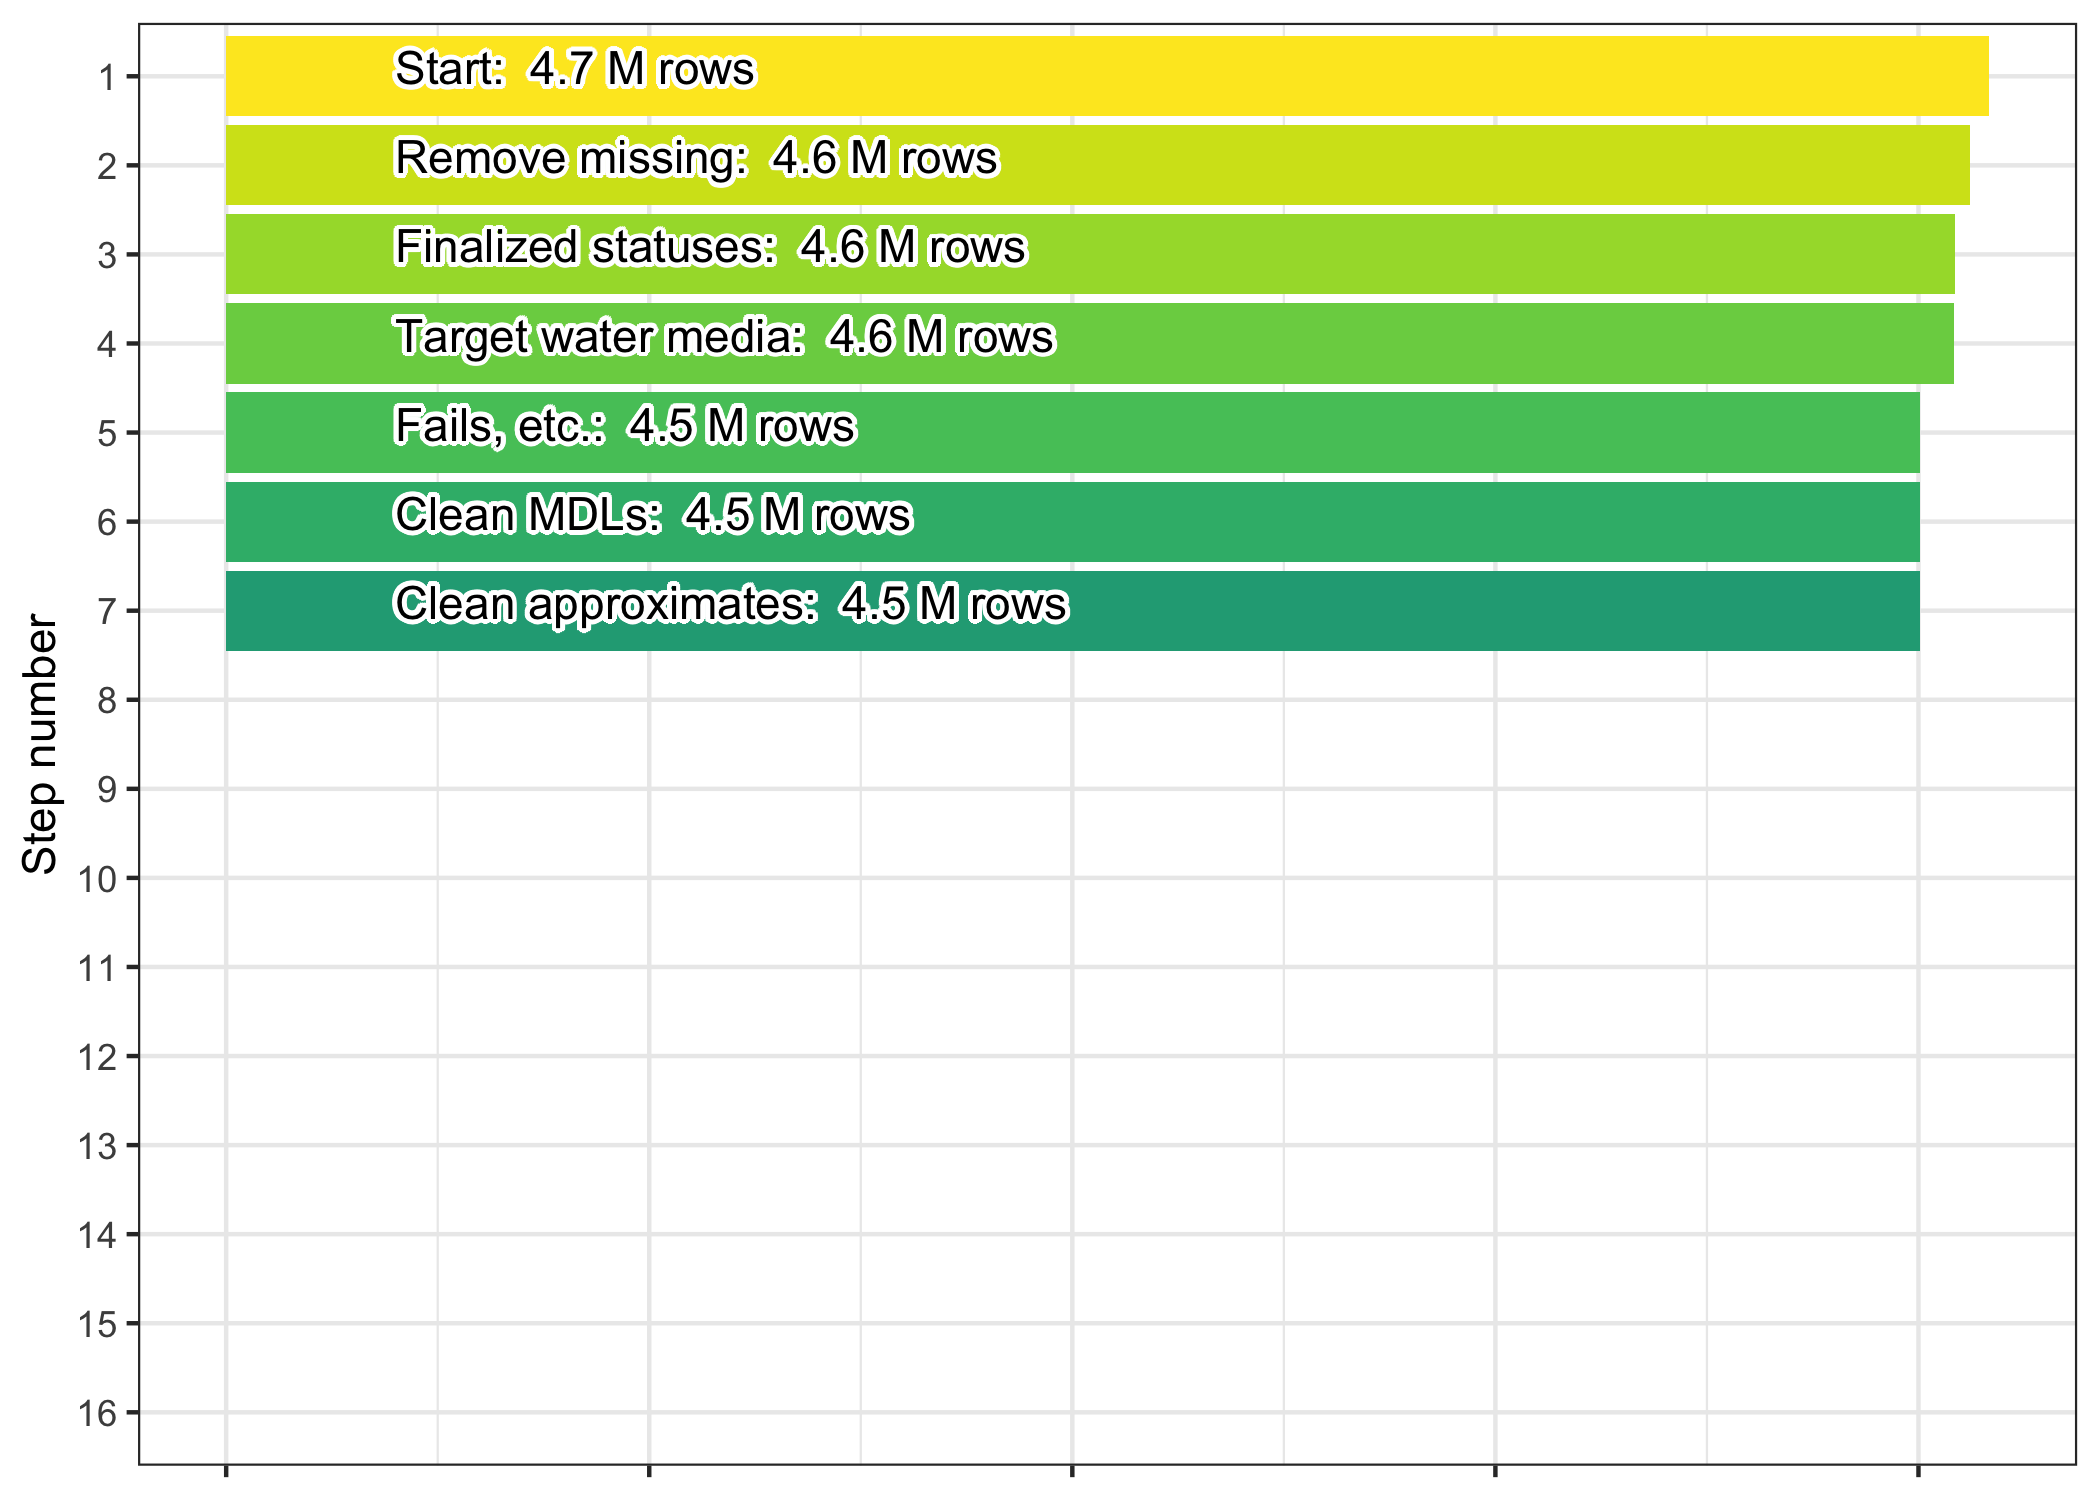 1
Start:  4.7 M rows
2
Remove missing:  4.6 M rows
3
Finalized statuses:  4.6 M rows
4
Target water media:  4.6 M rows
5
Fails, etc.:  4.5 M rows
6
Clean MDLs:  4.5 M rows
7
Clean approximates:  4.5 M rows
8
9
10
11
12
13
14
15
16
Step number